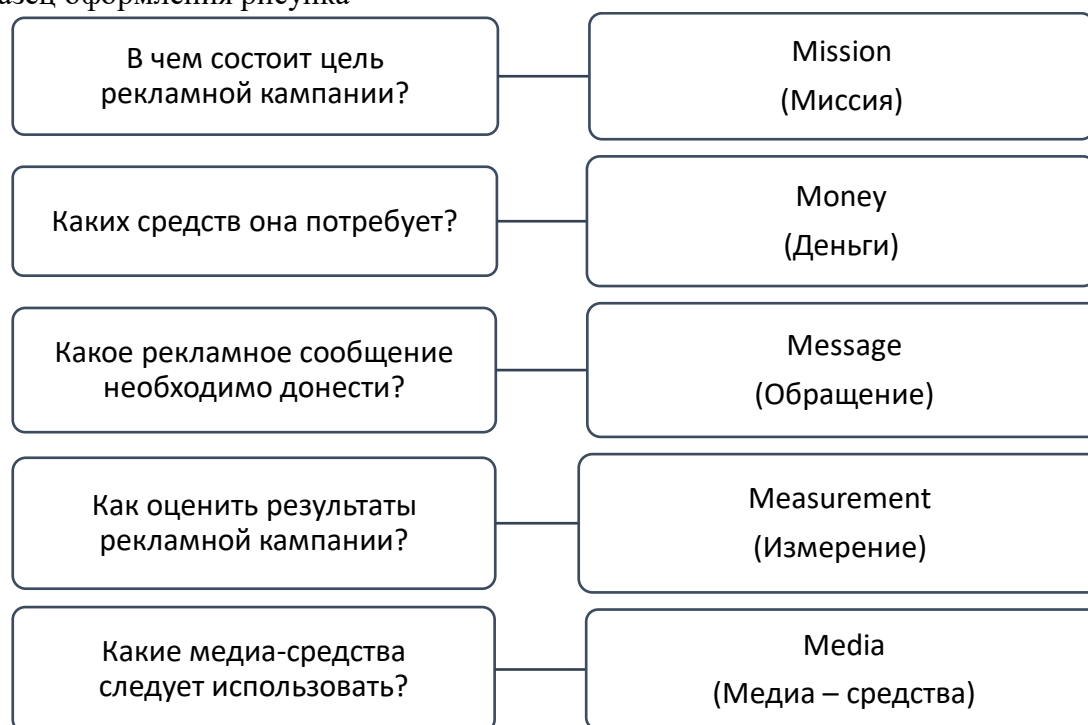 оформления рисунка
В чем состоит цель
рекламной кампании?
Mission
(Миссия)
Каких средств она потребует?
Money
(Деньги)
Какое рекламное сообщение
необходимо донести?
Message
(Обращение)
Как оценить результаты
рекламной кампании?
Measurement
(Измерение)
Какие медиа-средства
следует использовать?
Media
(Медиа – средства)